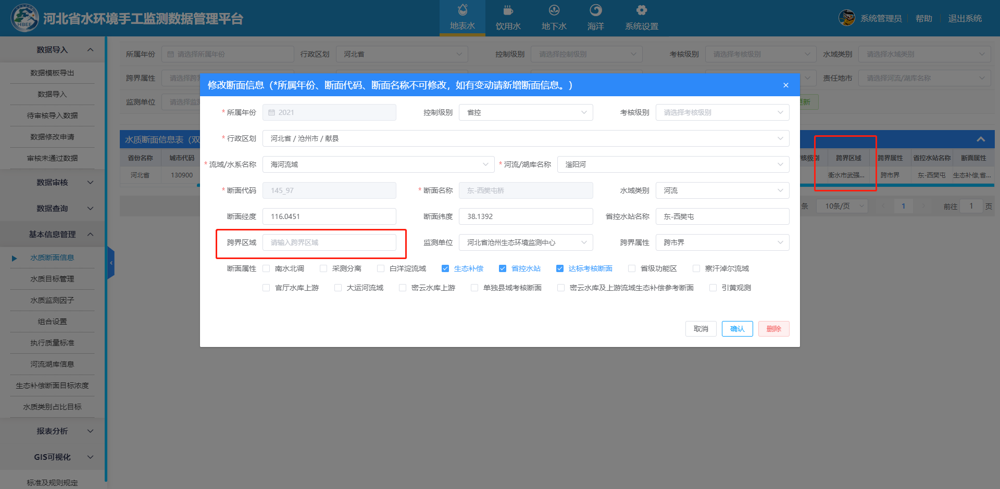 河北省水环境手工监测数据管理平台
HBEE
地表水
饮用水
地下水
海洋
系统设置
系统管理员
帮助
退出系统
数据导入
数据模板导出
数据导入
待审核导入数据
数据修改申请
审核未通过数据
数据审核
数据查询
基本信息管理
水质断面信息
水质目标管理
水质监测因子
组合设置
执行质量标准
河流湖库信息
生态补偿断面目标浓度
水质类别占比目标
报表分析
GIS可视化
标准及规则规定
所属年份 请选择所属年份 行政区划 河北省 控制级别 请选择控制级别 考核级别 请选择考核级别 水域类别 请选择水域类别
跨界属性 请选择跨 责任地市 请选择河流/湖库名称
监测单位 请选择监 新
水质断面信息表（双
省份名称 城市代码 核级别 跨界区域 跨界属性 省控水站名称 断面属性
河北省 130900 衡水市武强... 跨市界 东-西樊屯 生态补偿,省...
条 10条/页 1 前往 1 页
修改断面信息（*所属年份、断面代码、断面名称不可修改，如有变动请新增断面信息。）
* 所属年份 2021 控制级别 省控 考核级别 请选择考核级别
* 行政区划 河北省 / 沧州市 / 献县
* 流域/水系名称 海河流域 * 河流/湖库名称 滏阳河
* 断面代码 145_97 * 断面名称 东-西樊屯桥 水域类别 河流
断面经度 116.0451 断面纬度 38.1392 省控水站名称 东-西樊屯
跨界区域 请输入跨界区域 监测单位 河北省沧州生态环境监测中心 跨界属性 跨市界
断面属性 南水北调 采测分离 白洋淀流域 生态补偿 省控水站 达标考核断面 省级功能区 察汗淖尔流域
官厅水库上游 大运河流域 密云水库上游 单独县域考核断面 密云水库及上游流域生态补偿参考断面 引黄观测
取消 确认 删除